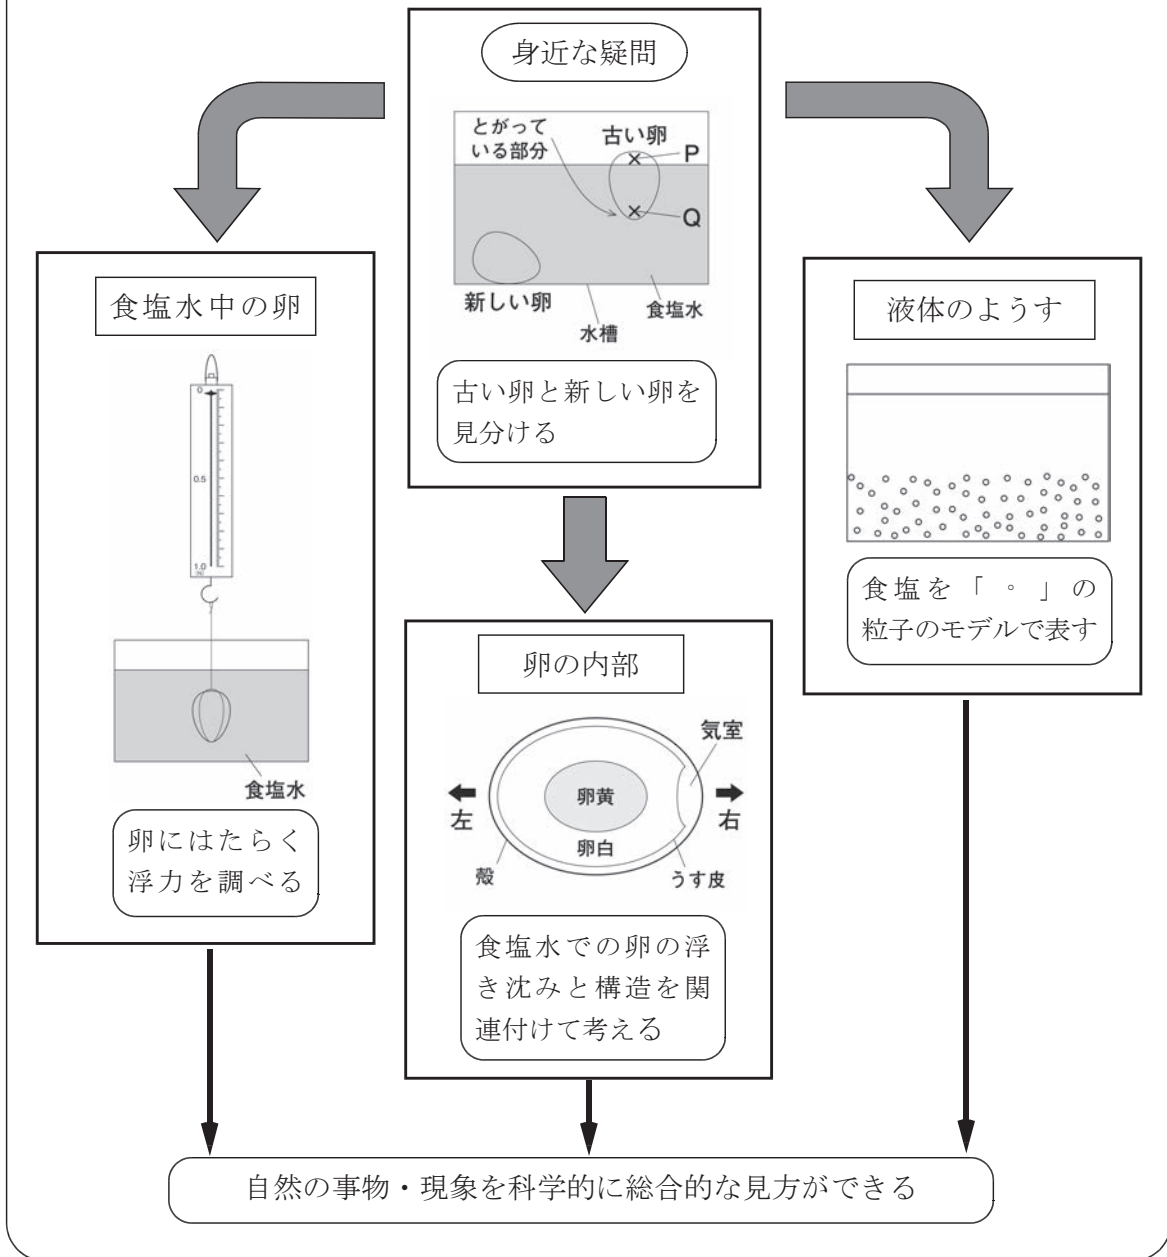 身近な疑問
とがって
いる部分
古い卵
P
Q
新しい卵
食塩水
水槽
古い卵と新しい卵を
見分ける
食塩水中の卵
0
0.5
1.0
食塩水
卵にはたらく
浮力を調べる
卵の内部
気室
左
卵黄
右
卵白
殻
うす皮
食塩水での卵の浮
き沈みと構造を関
連付けて考える
液体のようす
食塩を「 ◦ 」の
粒子のモデルで表す
自然の事物・現象を科学的に総合的な見方ができる